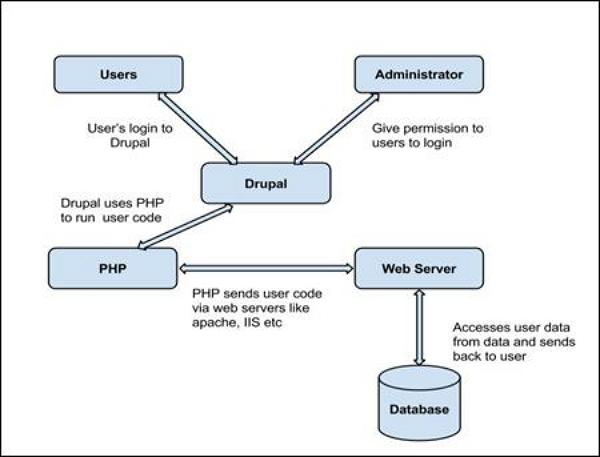 Users
Administrator
User's login to
Drupal
Give permission to
users to login
Drupal
Drupal uses PHP
to run user code
PHP
Web Server
PHP sends user code
via web servers like
apache, IIS etc
Accesses user data
from data and sends
back to user
Database